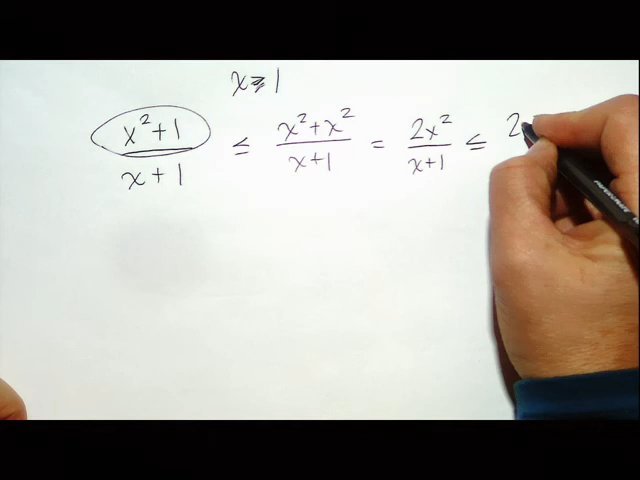 x ⩾ 1
x²+1/x+1 ≤ x²+x²/x+1 = 2x²/x+1 ≤ 2